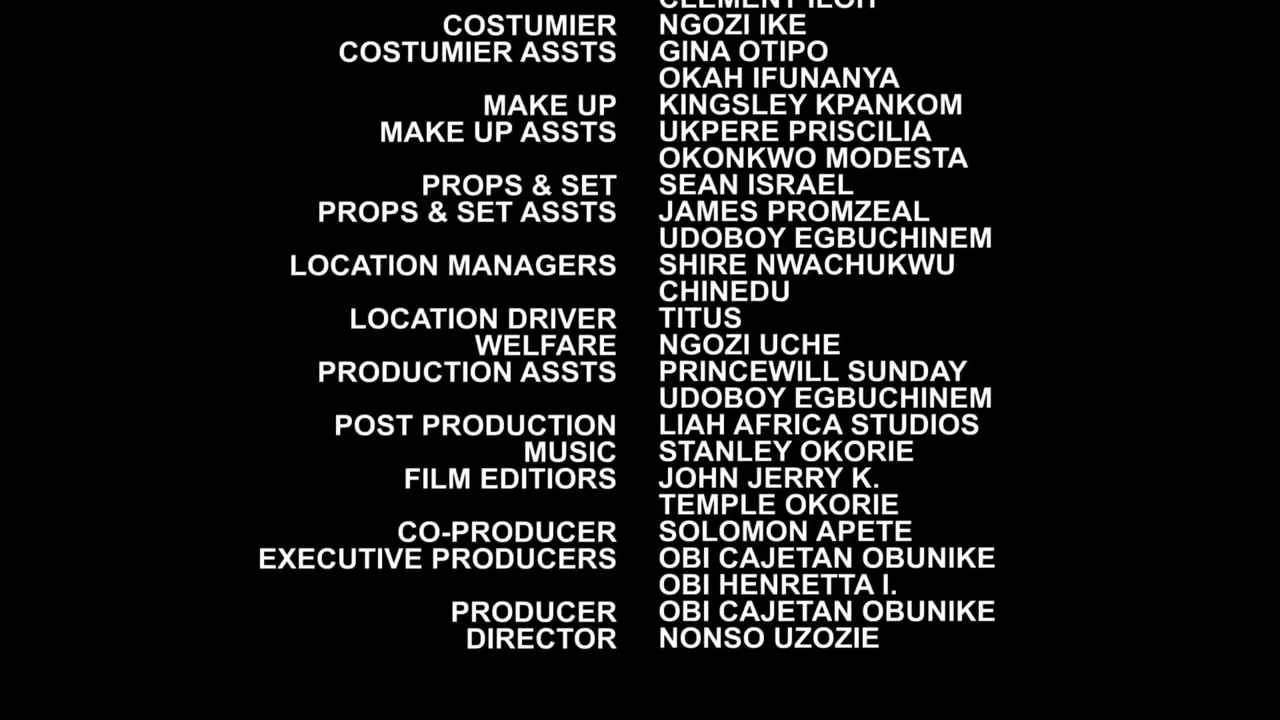 CLEMENT ILOH
COSTUMIER NGOZI IKE
COSTUMIER ASSTS GINA OTIPO
OKAH IFUNANYA
MAKE UP KINGSLEY KPANKOM
MAKE UP ASSTS UKPERE PRISCILIA
OKONKWO MODESTA
PROPS & SET SEAN ISRAEL
PROPS & SET ASSTS JAMES PROMZEAL
UDOBOY EGBUCHINEM
LOCATION MANAGERS SHIRE NWACHUKWU
CHINEDU
LOCATION DRIVER TITUS
WELFARE NGOZI UCHE
PRODUCTION ASSTS PRINCEWILL SUNDAY
UDOBOY EGBUCHINEM
POST PRODUCTION LIAH AFRICA STUDIOS
MUSIC STANLEY OKORIE
FILM EDITIORS JOHN JERRY K.
TEMPLE OKORIE
CO-PRODUCER SOLOMON APETE
EXECUTIVE PRODUCERS OBI CAJETAN OBUNIKE
OBI HENRETTA I.
PRODUCER OBI CAJETAN OBUNIKE
DIRECTOR NONSO UZOZIE